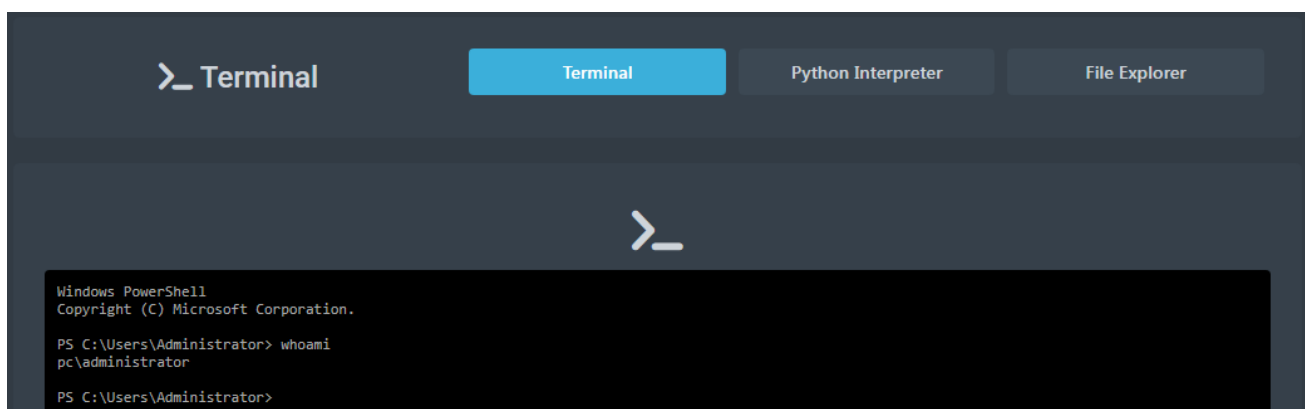 Terminal
Terminal
Python Interpreter
File Explorer
Windows PowerShell
Copyright (C) Microsoft Corporation.
PS C:\Users\Administrator> whoami
pc\administrator
PS C:\Users\Administrator>